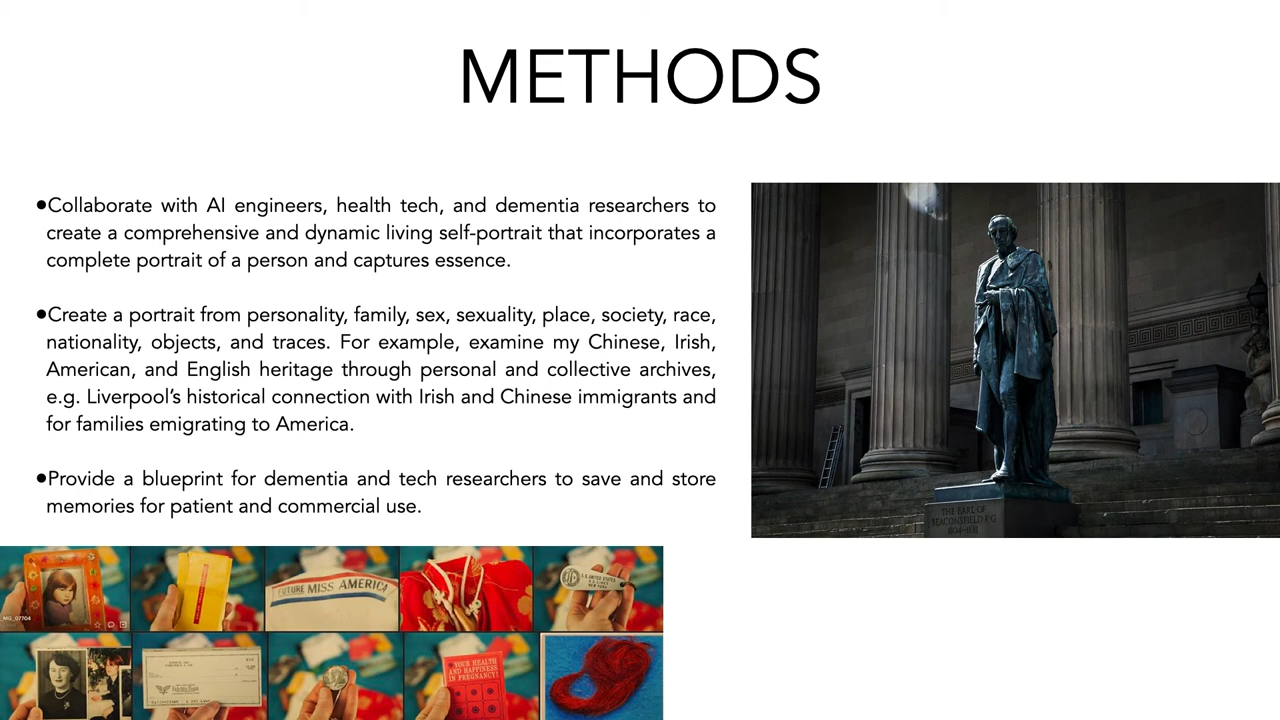 METHODS
•Collaborate with AI engineers, health tech, and dementia researchers to
create a comprehensive and dynamic living self-portrait that incorporates a
complete portrait of a person and captures essence.
•Create a portrait from personality, family, sex, sexuality, place, society, race,
nationality, objects, and traces. For example, examine my Chinese, Irish,
American, and English heritage through personal and collective archives,
e.g. Liverpool's historical connection with Irish and Chinese immigrants and
for families emigrating to America.
•Provide a blueprint for dementia and tech researchers to save and store
memories for patient and commercial use.
THE EARL OF
BEACONSFIELD K.G
1804-1881
_MG_07704
FUTURE MISS AMERICA
YOUR HEALTH
AND HAPPINESS
IN PREGNANCY!